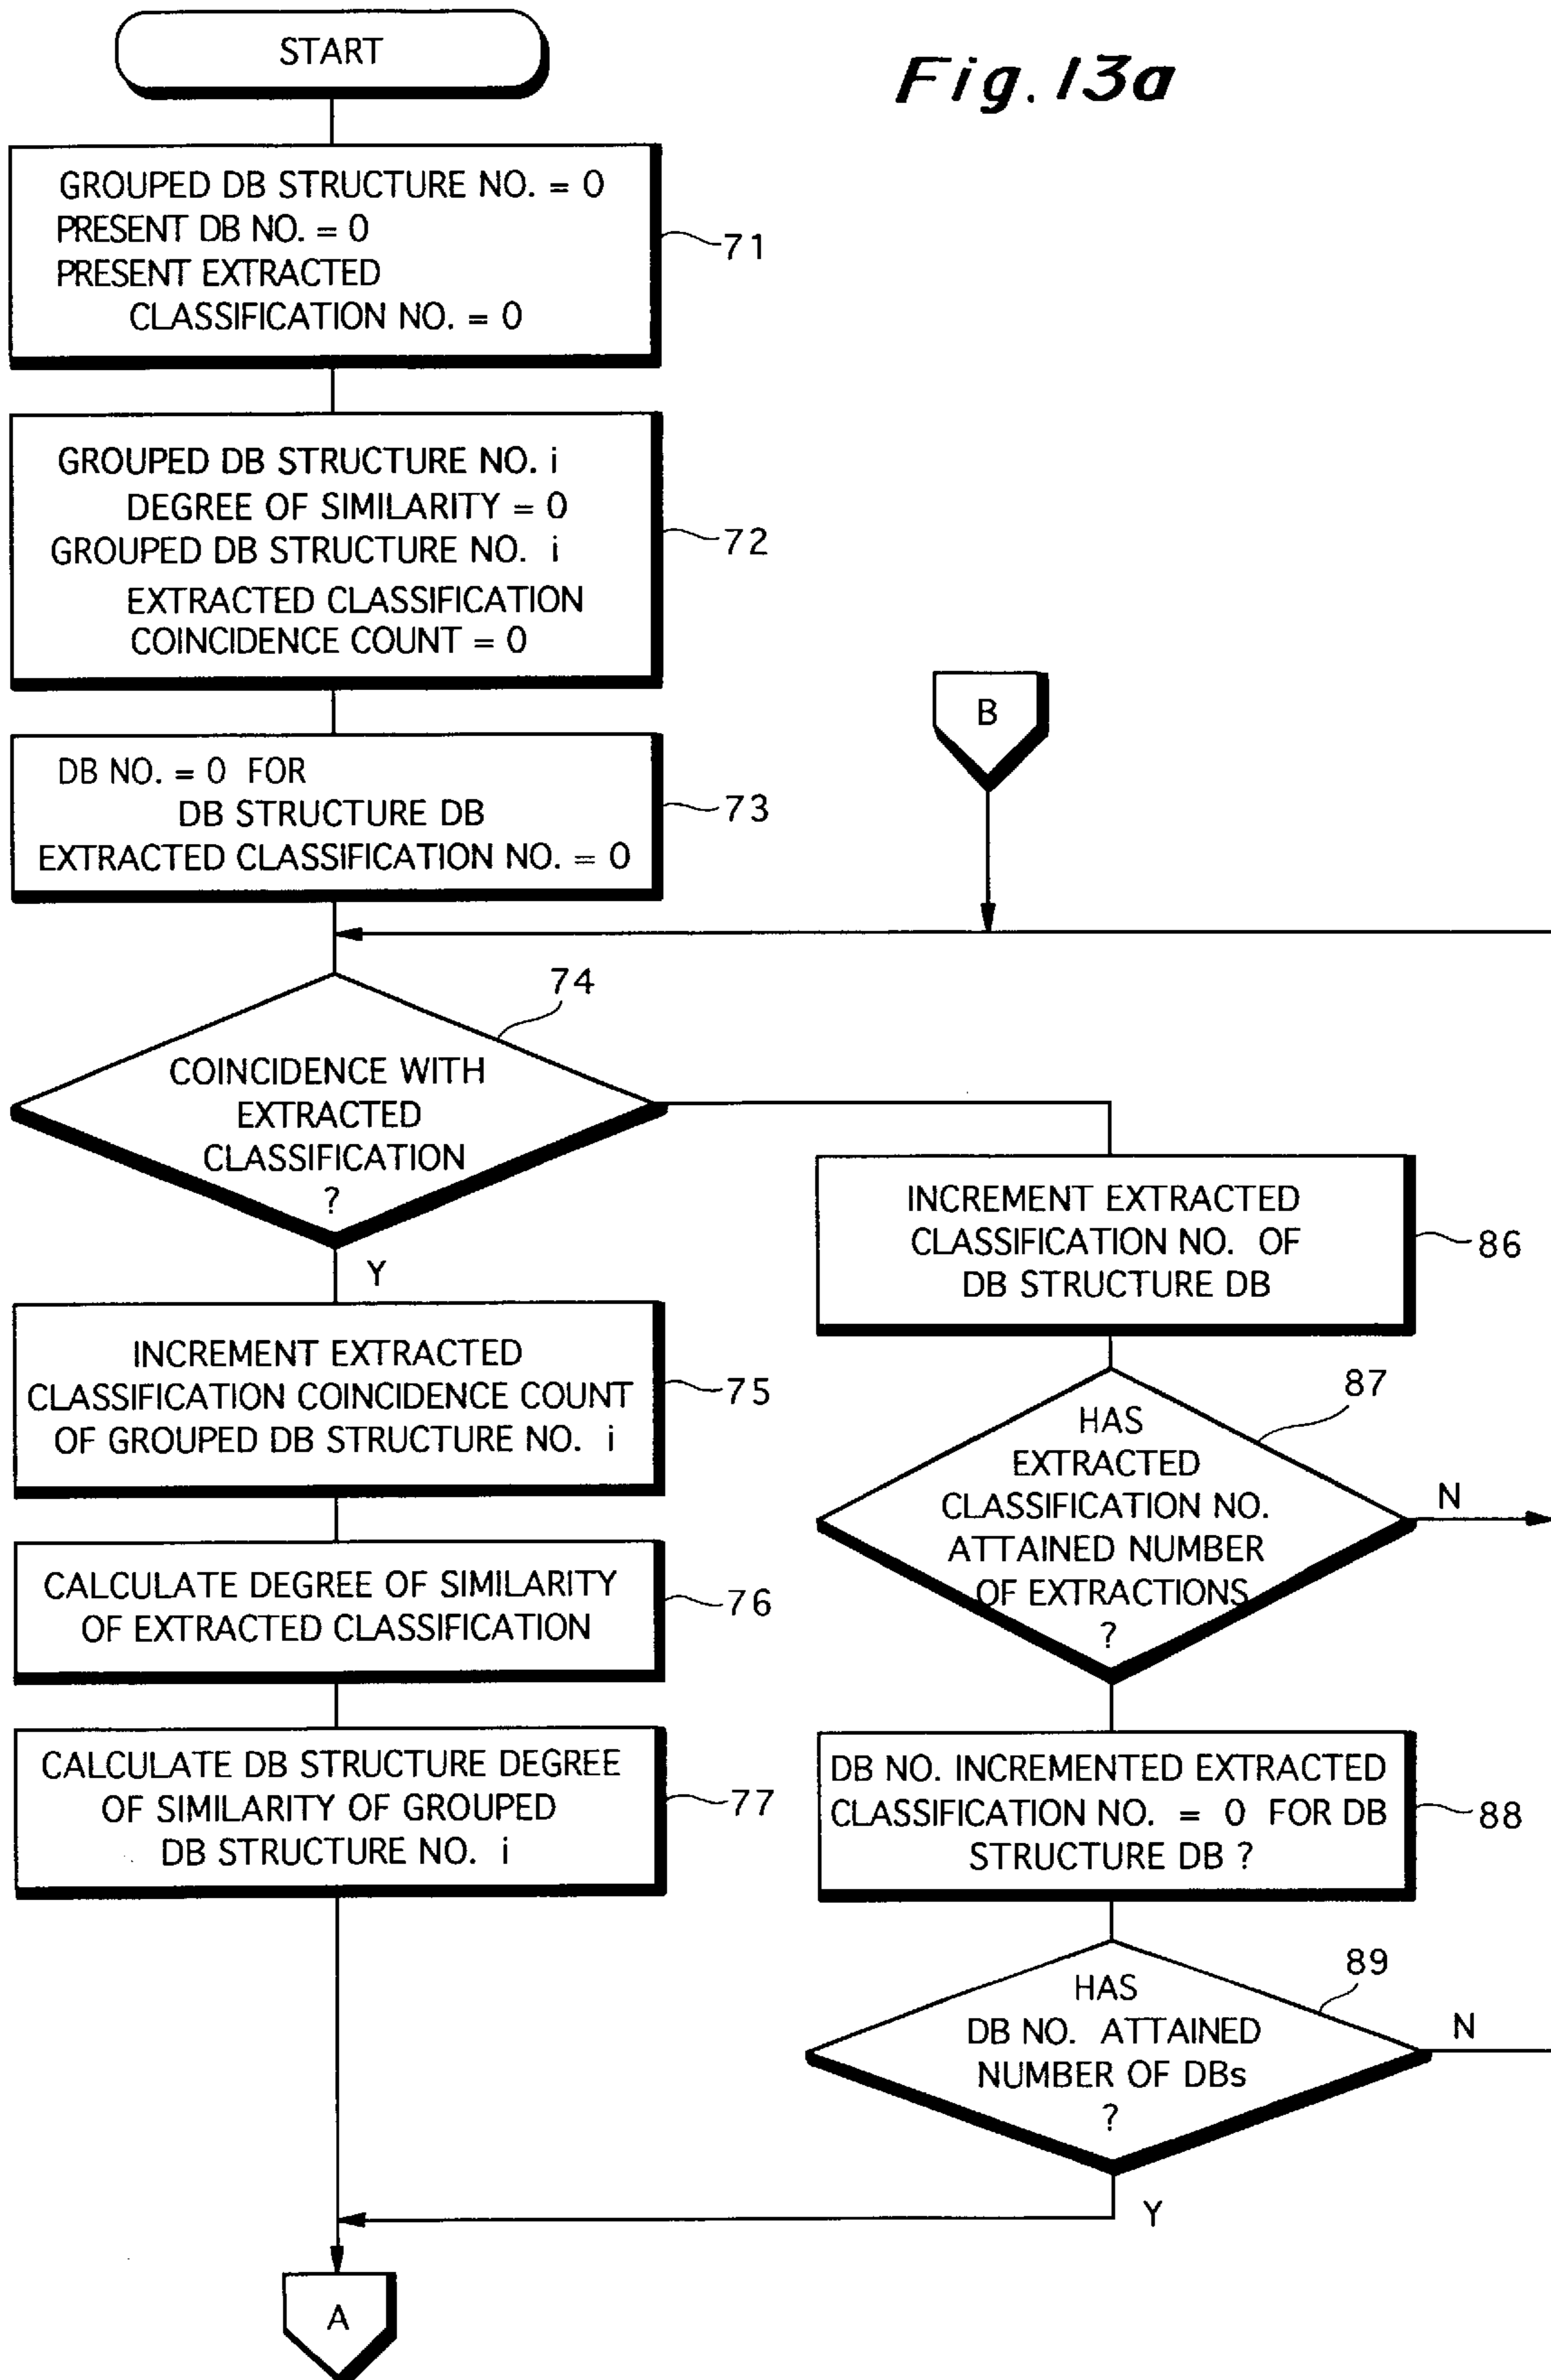 START
Fig. 13a
GROUPED DB STRUCTURE NO. = 0
PRESENT DB NO. = 0
PRESENT EXTRACTED
CLASSIFICATION NO. = 0
71
GROUPED DB STRUCTURE NO. i
DEGREE OF SIMILARITY = 0
GROUPED DB STRUCTURE NO. i
EXTRACTED CLASSIFICATION
COINCIDENCE COUNT = 0
72
DB NO. = 0 FOR
DB STRUCTURE DB
EXTRACTED CLASSIFICATION NO. = 0
73
B
74
COINCIDENCE WITH
EXTRACTED
CLASSIFICATION
?
Y
INCREMENT EXTRACTED
CLASSIFICATION COINCIDENCE COUNT
OF GROUPED DB STRUCTURE NO. i
75
CALCULATE DEGREE OF SIMILARITY
OF EXTRACTED CLASSIFICATION
76
CALCULATE DB STRUCTURE DEGREE
OF SIMILARITY OF GROUPED
DB STRUCTURE NO. i
77
INCREMENT EXTRACTED
CLASSIFICATION NO. OF
DB STRUCTURE DB
86
87
HAS
EXTRACTED
CLASSIFICATION NO.
ATTAINED NUMBER
OF EXTRACTIONS
?
N
DB NO. INCREMENTED EXTRACTED
CLASSIFICATION NO. = 0 FOR DB
STRUCTURE DB ?
88
89
HAS
DB NO. ATTAINED
NUMBER OF DBs
?
N
Y
A